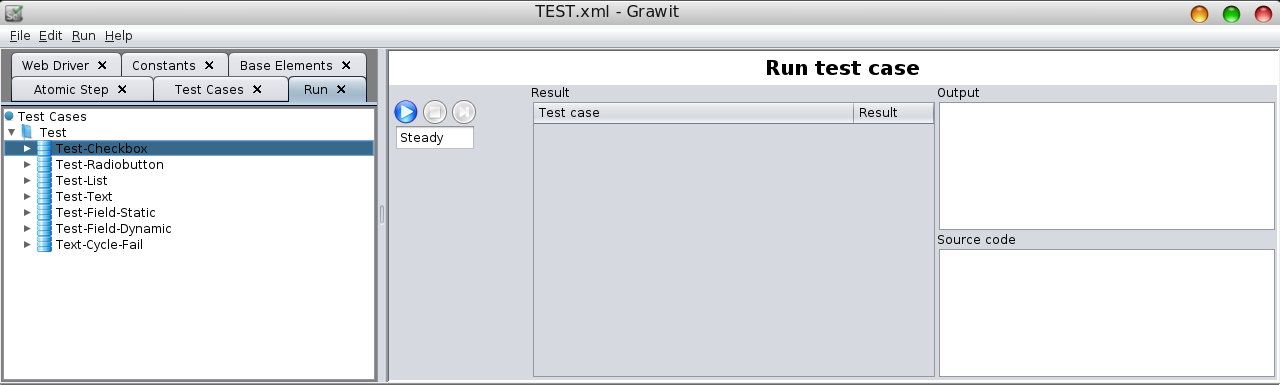 TEST.xml - Grawit
File Edit Run Help
Web Driver Constants Base Elements
Atomic Step Test Cases Run
Test Cases
Test
Test-Checkbox
Test-Radiobutton
Test-List
Test-Text
Test-Field-Static
Test-Field-Dynamic
Text-Cycle-Fail
Run test case
Steady
Result
Test case Result
Output
Source code